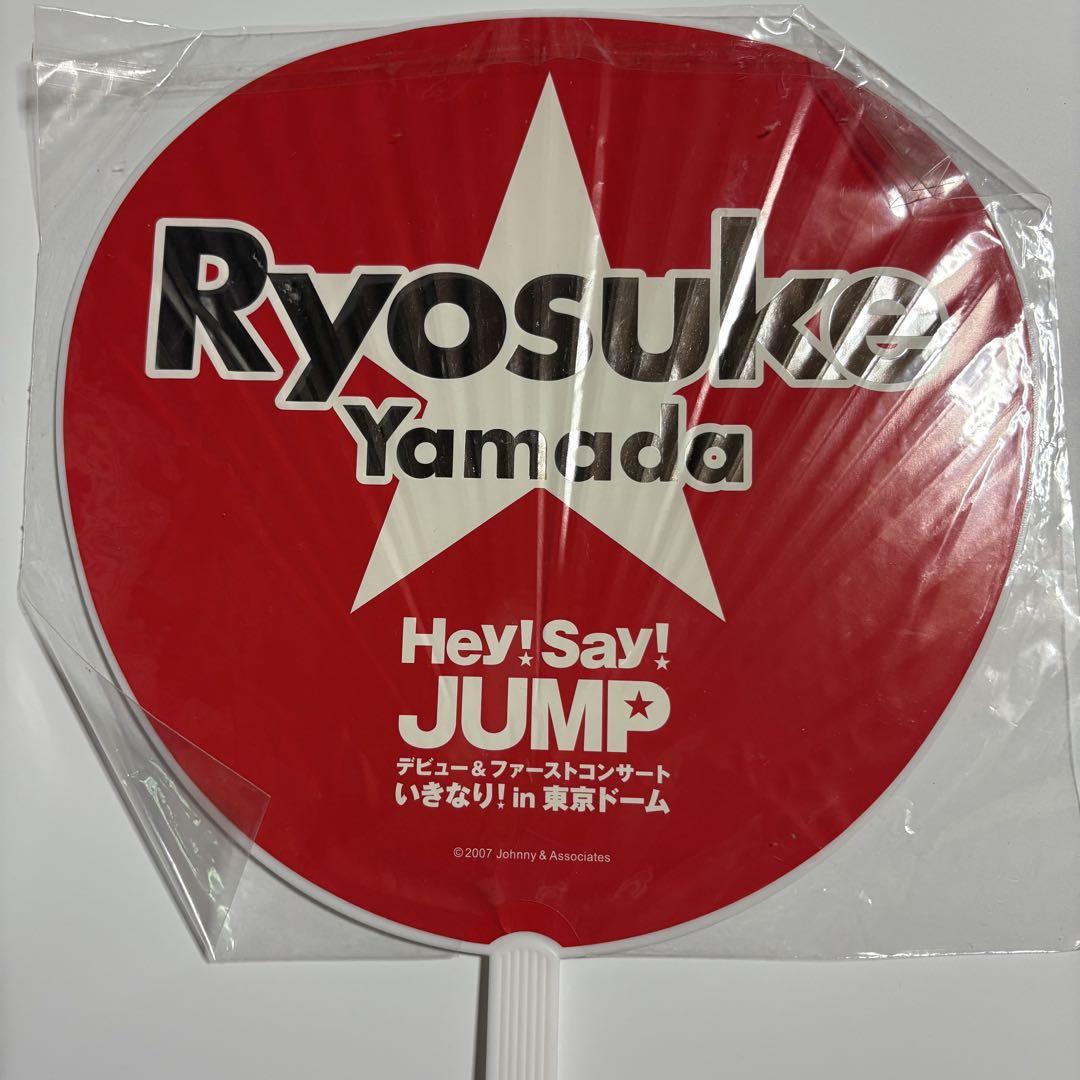 Ryosuke
Yamada
Hey! Say!
JUMP
デビュー&ファーストコンサート
いきなり! in 東京ドーム
©2007 Johnny & Associates